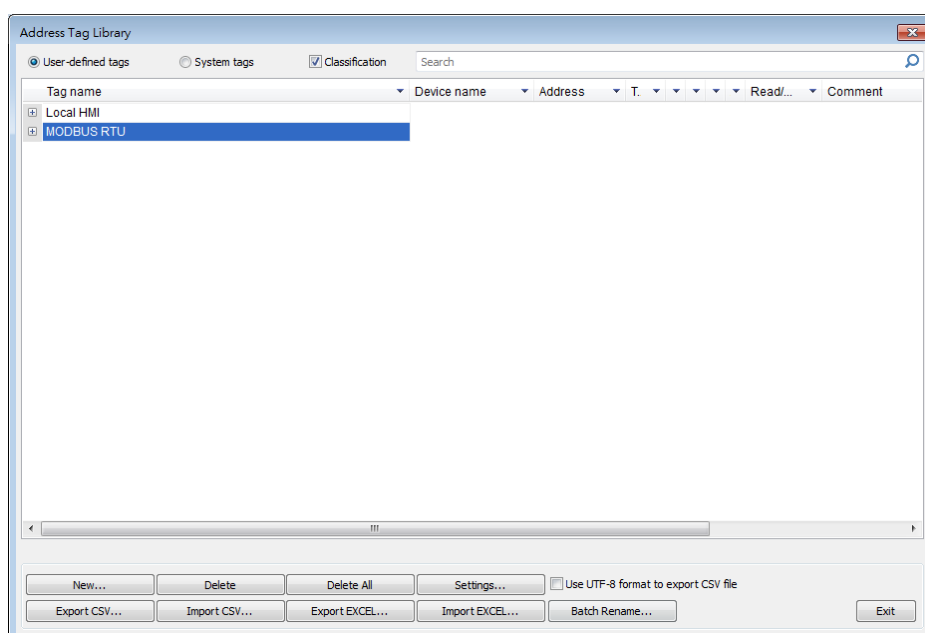 Address Tag Library
User-defined tags System tags Classification Search
Tag name Device name Address T. Read/... Comment
Local HMI
MODBUS RTU
New... Delete Delete All Settings... Use UTF-8 format to export CSV file
Export CSV... Import CSV... Export EXCEL... Import EXCEL... Batch Rename... Exit